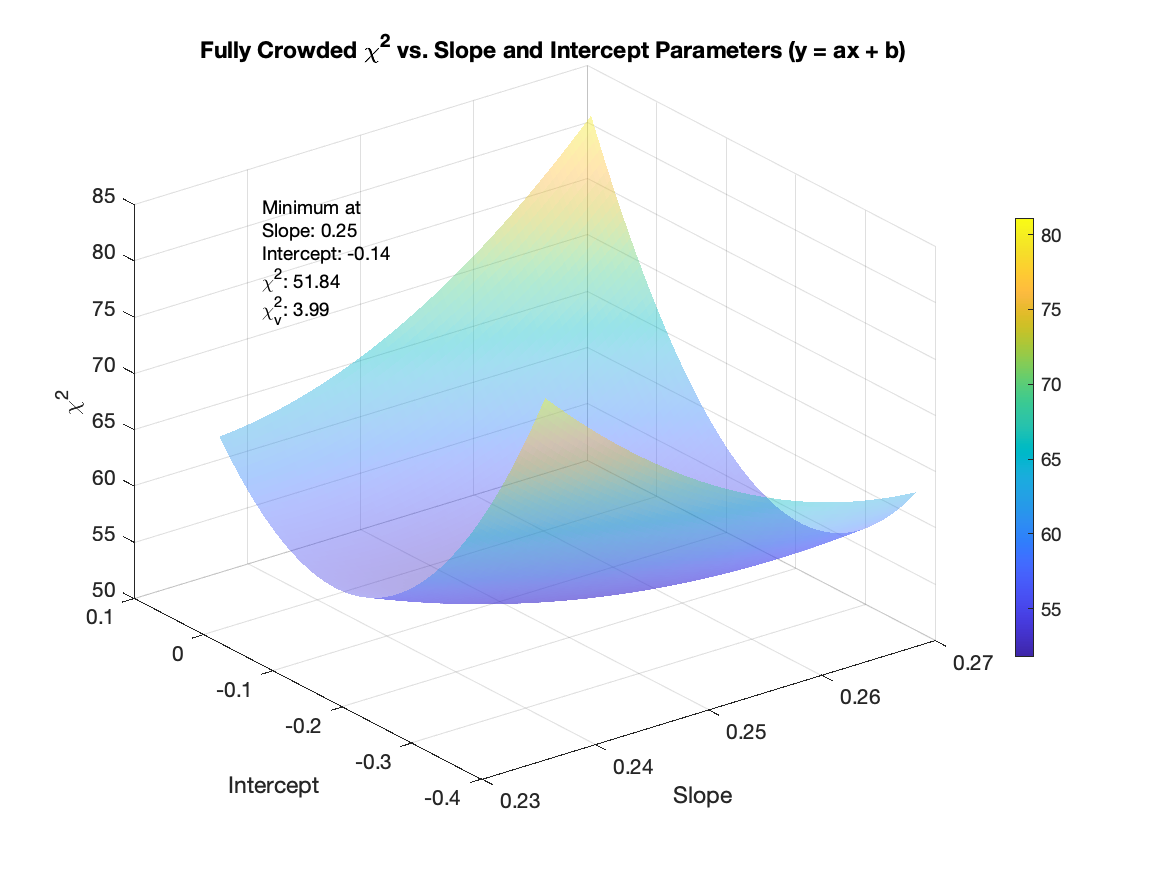 Fully Crowded χ² vs. Slope and Intercept Parameters (y = ax + b)
Minimum at
Slope: 0.25
Intercept: -0.14
χ²: 51.84
χ²ᵥ: 3.99
χ²
85
80
75
70
65
60
55
50
0.1
0
-0.1
-0.2
-0.3
-0.4
Intercept
0.23
0.24
0.25
0.26
0.27
Slope
80
75
70
65
60
55